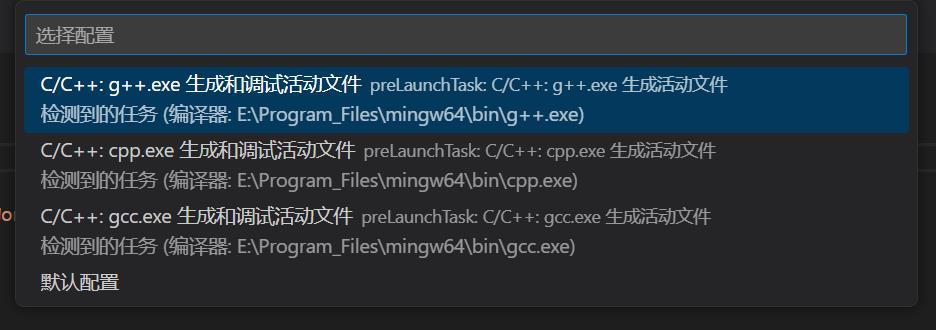 选择配置
C/C++: g++.exe 生成和调试活动文件 preLaunchTask: C/C++: g++.exe 生成活动文件
检测到的任务 (编译器: E:\Program_Files\mingw64\bin\g++.exe)
C/C++: cpp.exe 生成和调试活动文件 preLaunchTask: C/C++: cpp.exe 生成活动文件
检测到的任务 (编译器: E:\Program_Files\mingw64\bin\cpp.exe)
C/C++: gcc.exe 生成和调试活动文件 preLaunchTask: C/C++: gcc.exe 生成活动文件
检测到的任务 (编译器: E:\Program_Files\mingw64\bin\gcc.exe)
默认配置